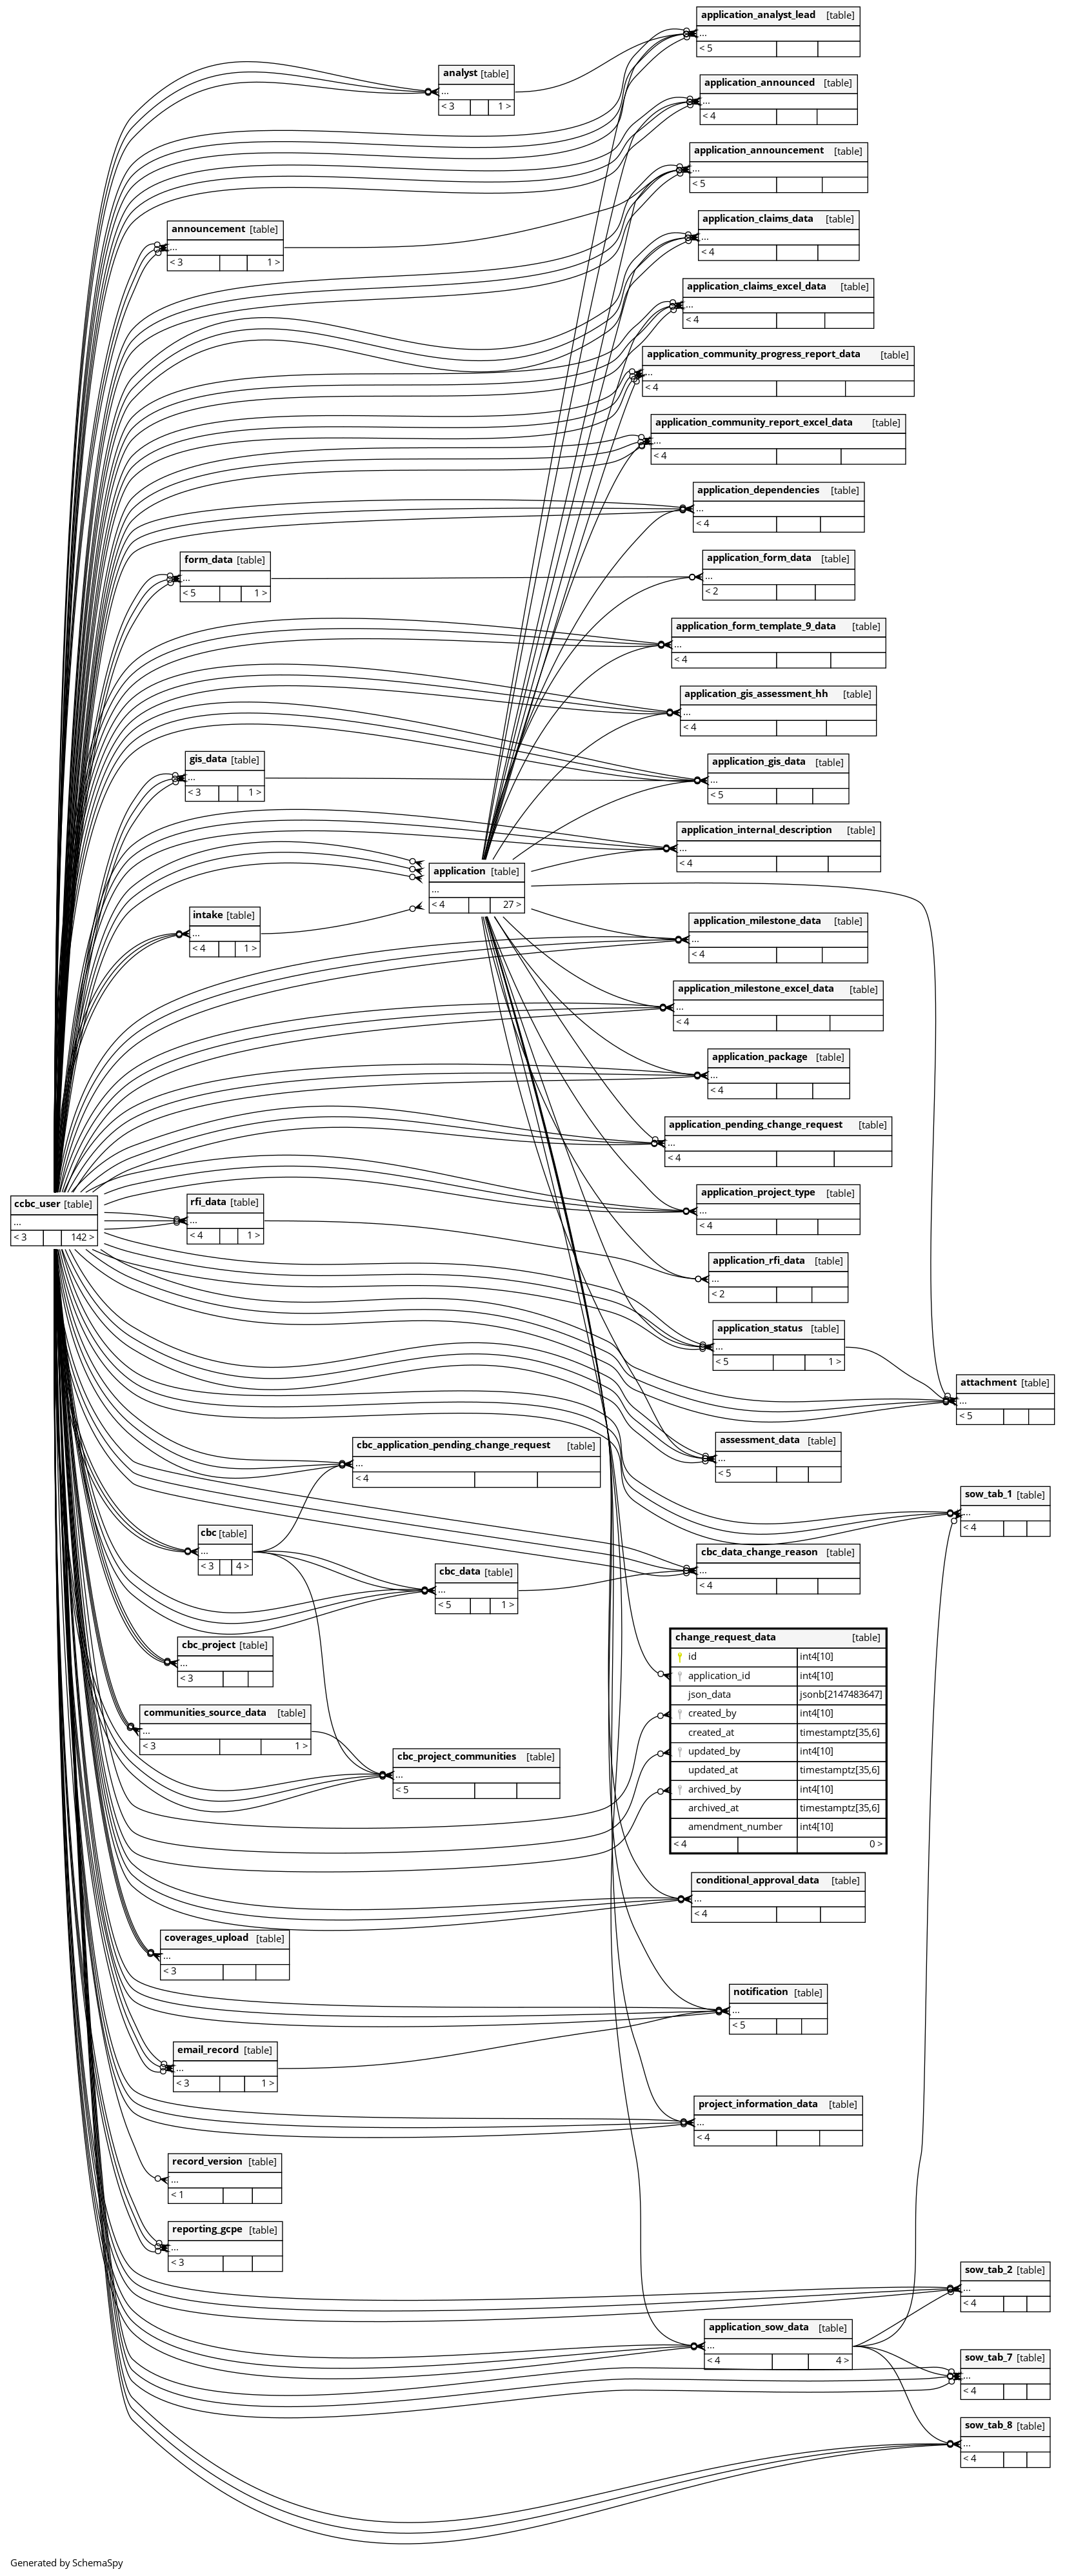 application_analyst_lead [table]
...
< 5
analyst [table]
...
< 3 1 >
application_announced [table]
...
< 4
application_announcement [table]
...
< 5
application_claims_data [table]
...
< 4
announcement [table]
...
< 3 1 >
application_claims_excel_data [table]
...
< 4
application_community_progress_report_data [table]
...
< 4
application_community_report_excel_data [table]
...
< 4
application_dependencies [table]
...
< 4
form_data [table]
...
< 5 1 >
application_form_data [table]
...
< 2
application_form_template_9_data [table]
...
< 4
application_gis_assessment_hh [table]
...
< 4
gis_data [table]
...
< 3 1 >
application_gis_data [table]
...
< 5
application_internal_description [table]
...
< 4
application [table]
...
< 4 27 >
intake [table]
...
< 4 1 >
application_milestone_data [table]
...
< 4
application_milestone_excel_data [table]
...
< 4
application_package [table]
...
< 4
application_pending_change_request [table]
...
< 4
ccbc_user [table]
...
< 3 142 >
rfi_data [table]
...
< 4 1 >
application_project_type [table]
...
< 4
application_rfi_data [table]
...
< 2
application_status [table]
...
< 5 1 >
attachment [table]
...
< 5
assessment_data [table]
...
< 5
cbc_application_pending_change_request [table]
...
< 4
sow_tab_1 [table]
...
< 4
cbc [table]
...
< 3 4 >
cbc_data_change_reason [table]
...
< 4
cbc_data [table]
...
< 5 1 >
cbc_project [table]
...
< 3
change_request_data [table]
id int4[10]
application_id int4[10]
json_data jsonb[2147483647]
created_by int4[10]
created_at timestamptz[35,6]
updated_by int4[10]
updated_at timestamptz[35,6]
archived_by int4[10]
archived_at timestamptz[35,6]
amendment_number int4[10]
< 4 0 >
communities_source_data [table]
...
< 3 1 >
cbc_project_communities [table]
...
< 5
conditional_approval_data [table]
...
< 4
coverages_upload [table]
...
< 3
notification [table]
...
< 5
email_record [table]
...
< 3 1 >
project_information_data [table]
...
< 4
record_version [table]
...
< 1
reporting_gcpe [table]
...
< 3
sow_tab_2 [table]
...
< 4
application_sow_data [table]
...
< 4 4 >
sow_tab_7 [table]
...
< 4
sow_tab_8 [table]
...
< 4
Generated by SchemaSpy